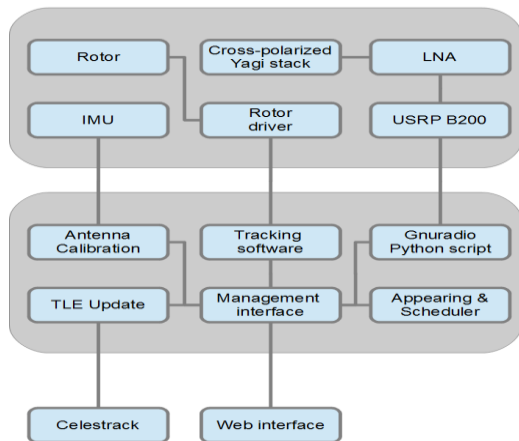 Rotor
Cross-polarized
Yagi stack
LNA
IMU
Rotor
driver
USRP B200
Antenna
Calibration
Tracking
software
Gnuradio
Python script
TLE Update
Management
interface
Appearing &
Scheduler
Celestrack
Web interface